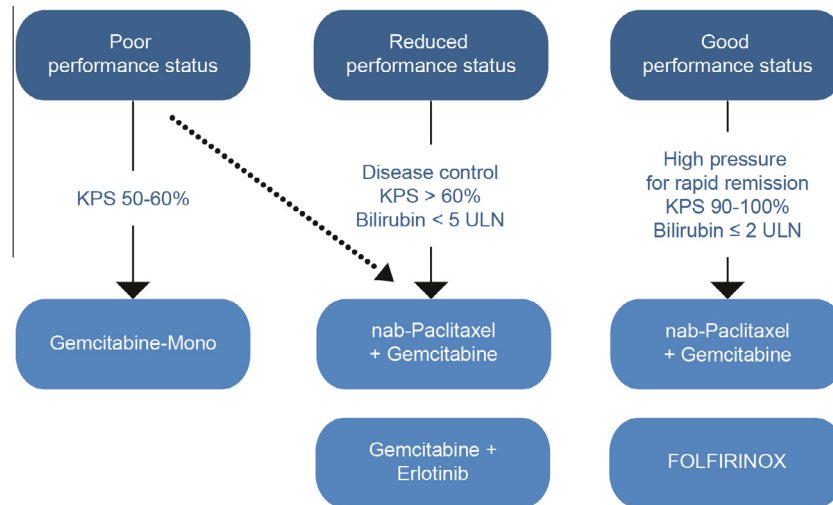 Poor
performance status
Reduced
performance status
Good
performance status
KPS 50-60%
Disease control
KPS > 60%
Bilirubin < 5 ULN
High pressure
for rapid remission
KPS 90-100%
Bilirubin ≤ 2 ULN
Gemcitabine-Mono
nab-Paclitaxel
+ Gemcitabine
nab-Paclitaxel
+ Gemcitabine
Gemcitabine +
Erlotinib
FOLFIRINOX